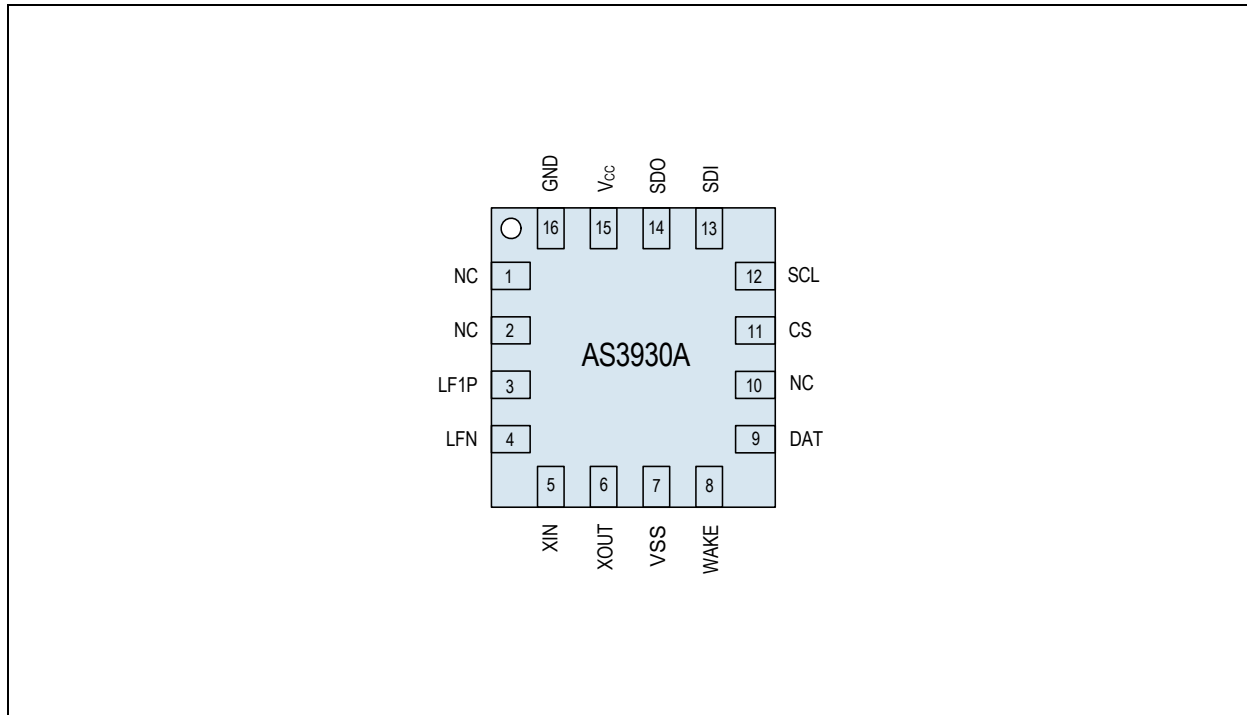 GND
Vcc
SDO
SDI
16
15
14
13
NC 1
12 SCL
NC 2
11 CS
AS3930A
LF1P 3
10 NC
LFN 4
9 DAT
5
6
7
8
XIN
XOUT
VSS
WAKE